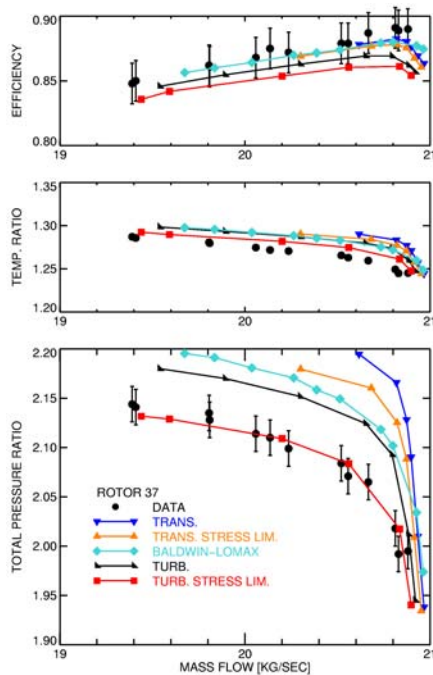 0.90
EFFICIENCY
0.85
0.80
19
20
21
1.35
TEMP. RATIO
1.30
1.25
1.20
19
20
21
2.20
2.15
2.10
TOTAL PRESSURE RATIO
2.05
ROTOR 37
DATA
TRANS.
2.00
TRANS. STRESS LIM.
BALDWIN-LOMAX
TURB.
1.95
TURB. STRESS LIM.
1.90
19
20
21
MASS FLOW [KG/SEC]